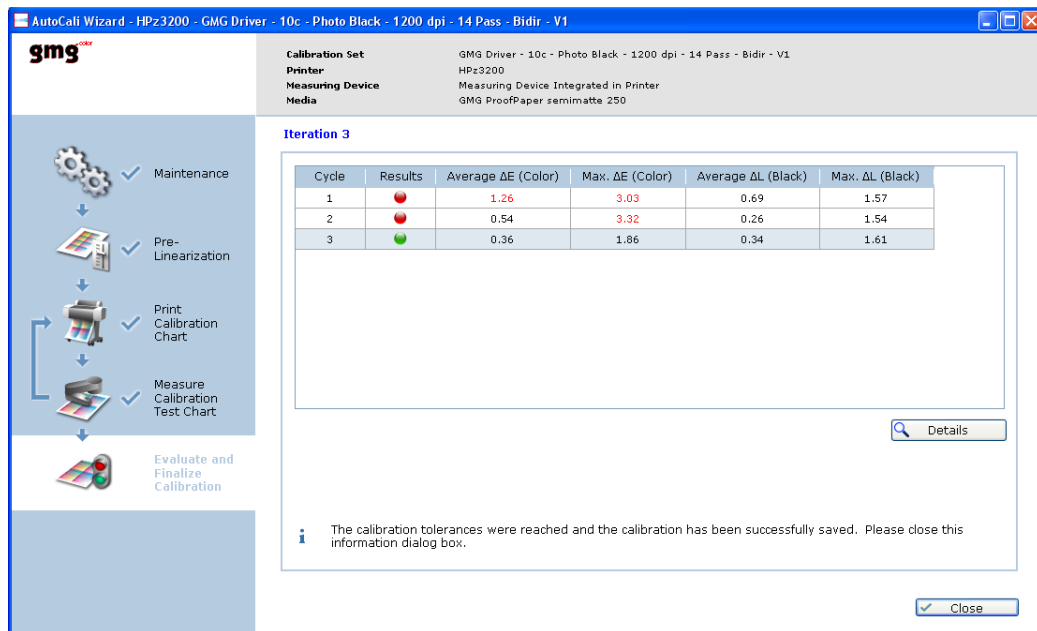 AutoCali Wizard - HPz3200 - GMG Driver - 10c - Photo Black - 1200 dpi - 14 Pass - Bidir - V1
gmg color
Calibration Set GMG Driver - 10c - Photo Black - 1200 dpi - 14 Pass - Bidir - V1
Printer HPz3200
Measuring Device Measuring Device Integrated in Printer
Media GMG ProofPaper semimatte 250
Maintenance
Pre-
Linearization
Print
Calibration
Chart
Measure
Calibration
Test Chart
Evaluate and
Finalize
Calibration
Iteration 3
Cycle Results Average ΔE (Color) Max. ΔE (Color) Average ΔL (Black) Max. ΔL (Black)
1 1.26 3.03 0.69 1.57
2 0.54 3.32 0.26 1.54
3 0.36 1.86 0.34 1.61
Details
The calibration tolerances were reached and the calibration has been successfully saved. Please close this
information dialog box.
Close